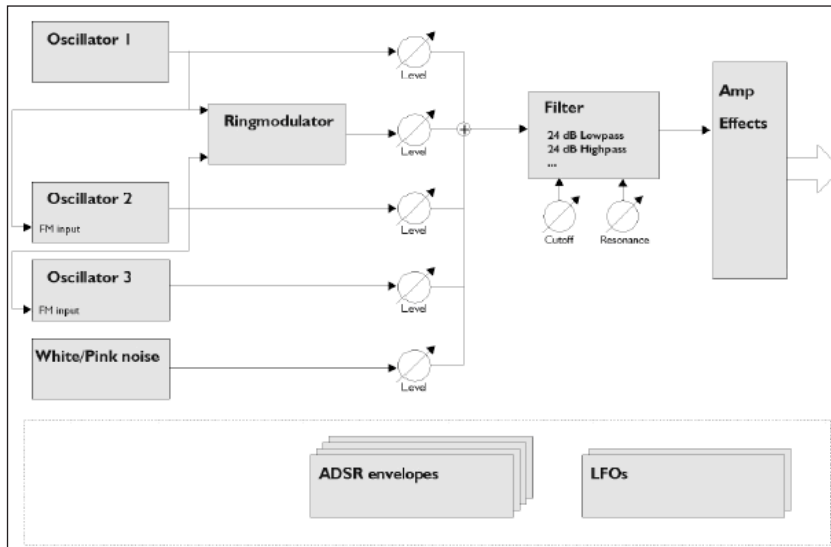 Oscillator 1
Level
Ringmodulator
Level
Oscillator 2
FM input
Level
Oscillator 3
FM input
Level
White/Pink noise
Level
Filter
24 dB Lowpass
24 dB Highpass
...
Cutoff
Resonance
Amp
Effects
ADSR envelopes
LFOs